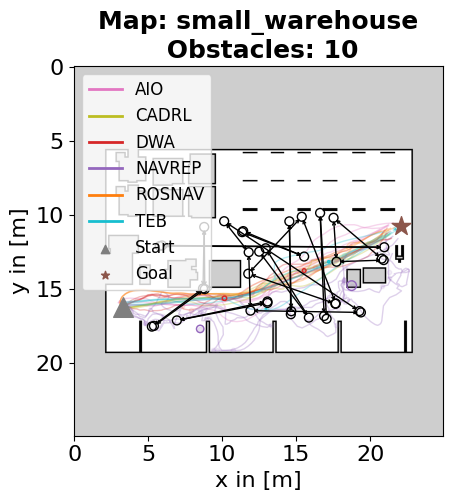 Map: small_warehouse
Obstacles: 10
0
5
10
15
20
y in [m]
AIO
CADRL
DWA
NAVREP
ROSNAV
TEB
Start
Goal
0 5 10 15 20
x in [m]